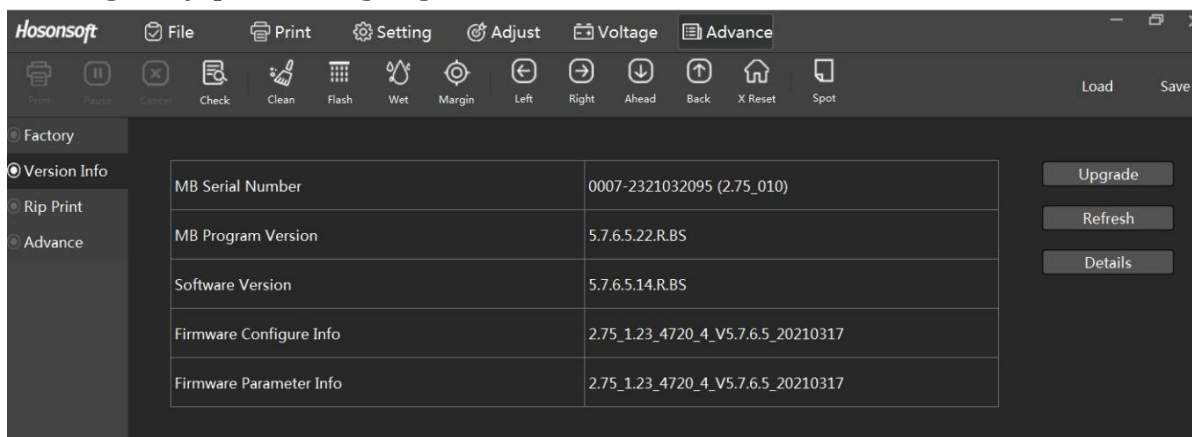 Hosonsoft File Print Setting Adjust Voltage Advance
Print Pause Cancel Check Clean Flash Wet Margin Left Right Ahead Back X Reset Spot Load Save
Factory
Version Info
Rip Print
Advance
MB Serial Number 0007-2321032095 (2.75_010)
MB Program Version 5.7.6.5.22.R.BS
Software Version 5.7.6.5.14.R.BS
Firmware Configure Info 2.75_1.23_4720_4_V5.7.6.5_20210317
Firmware Parameter Info 2.75_1.23_4720_4_V5.7.6.5_20210317
Upgrade
Refresh
Details